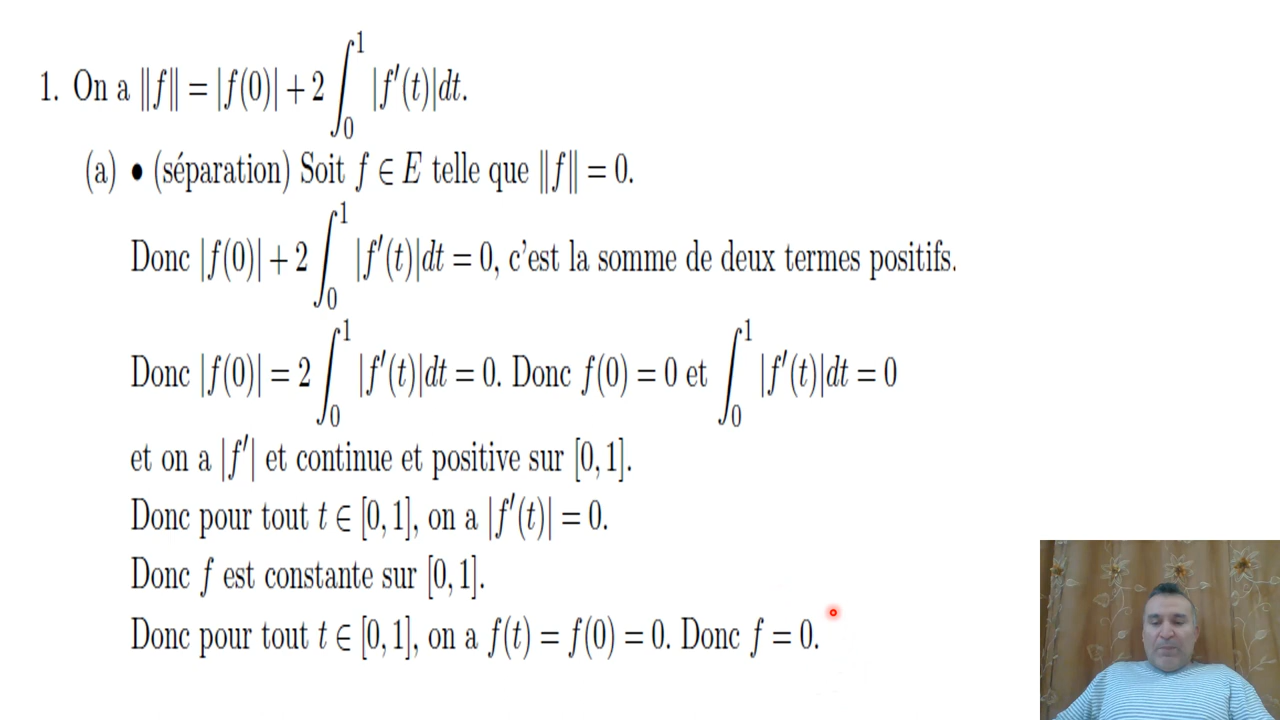 1. On a ‖f‖ = |f(0)| + 2 ∫₀¹ |f′(t)|dt.
(a) • (séparation) Soit f ∈ E telle que ‖f‖ = 0.
Donc |f(0)| + 2 ∫₀¹ |f′(t)|dt = 0, c'est la somme de deux termes positifs.
Donc |f(0)| = 2 ∫₀¹ |f′(t)|dt = 0. Donc f(0) = 0 et ∫₀¹ |f′(t)|dt = 0
et on a |f′| et continue et positive sur [0, 1].
Donc pour tout t ∈ [0, 1], on a |f′(t)| = 0.
Donc f est constante sur [0, 1].
Donc pour tout t ∈ [0, 1], on a f(t) = f(0) = 0. Donc f = 0.